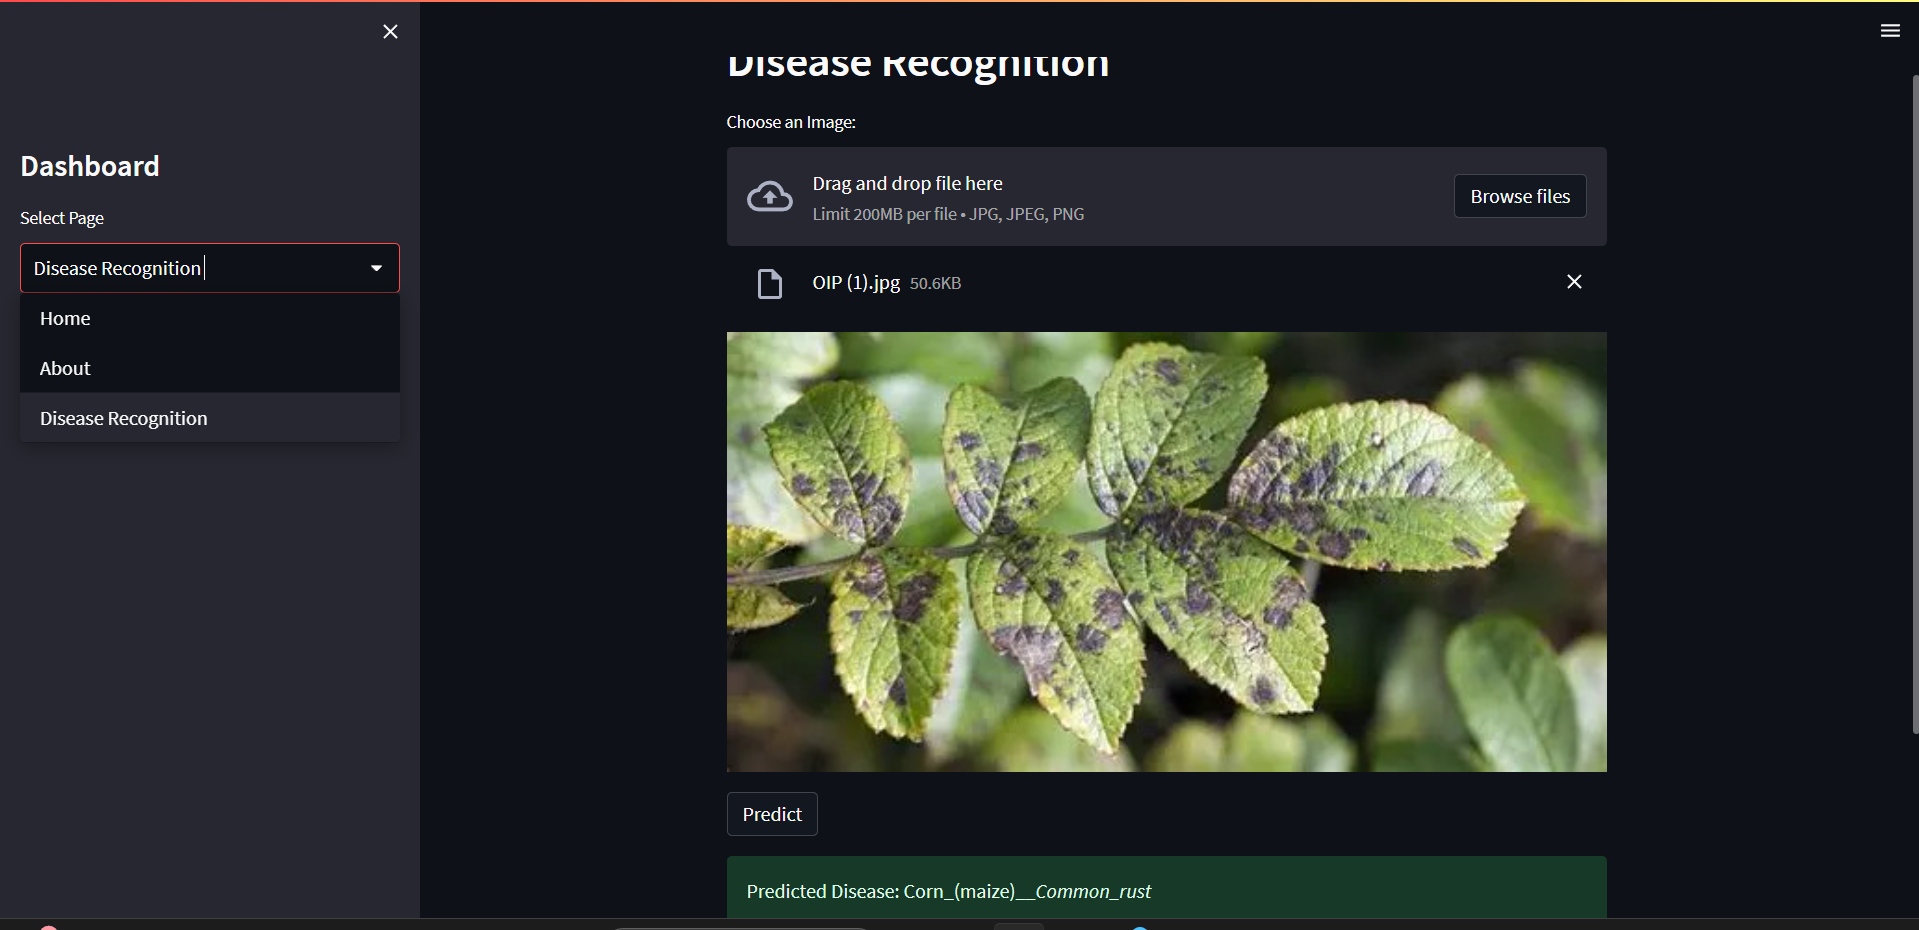 Dashboard
Select Page
Disease Recognition
Home
About
Disease Recognition
Disease Recognition
Choose an Image:
Drag and drop file here
Limit 200MB per file • JPG, JPEG, PNG
Browse files
OIP (1).jpg 50.6KB
Predict
Predicted Disease: Corn_(maize)__Common_rust